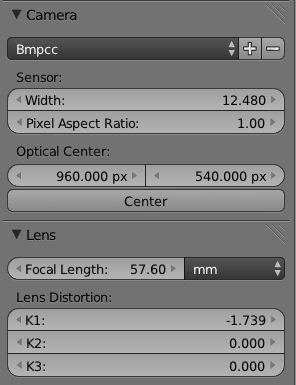 Camera
Bmpcc
Sensor:
Width: 12.480
Pixel Aspect Ratio: 1.00
Optical Center:
960.000 px 540.000 px
Center
Lens
Focal Length: 57.60 mm
Lens Distortion:
K1: -1.739
K2: 0.000
K3: 0.000